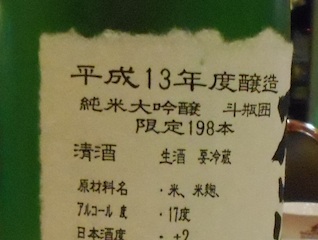 平成13年度醸造
純米大吟醸 斗瓶囲
限定198本
清酒 生酒 要冷蔵
原材料名 ・米、米麹
アルコール度 ・17度
日本酒度 ・+2